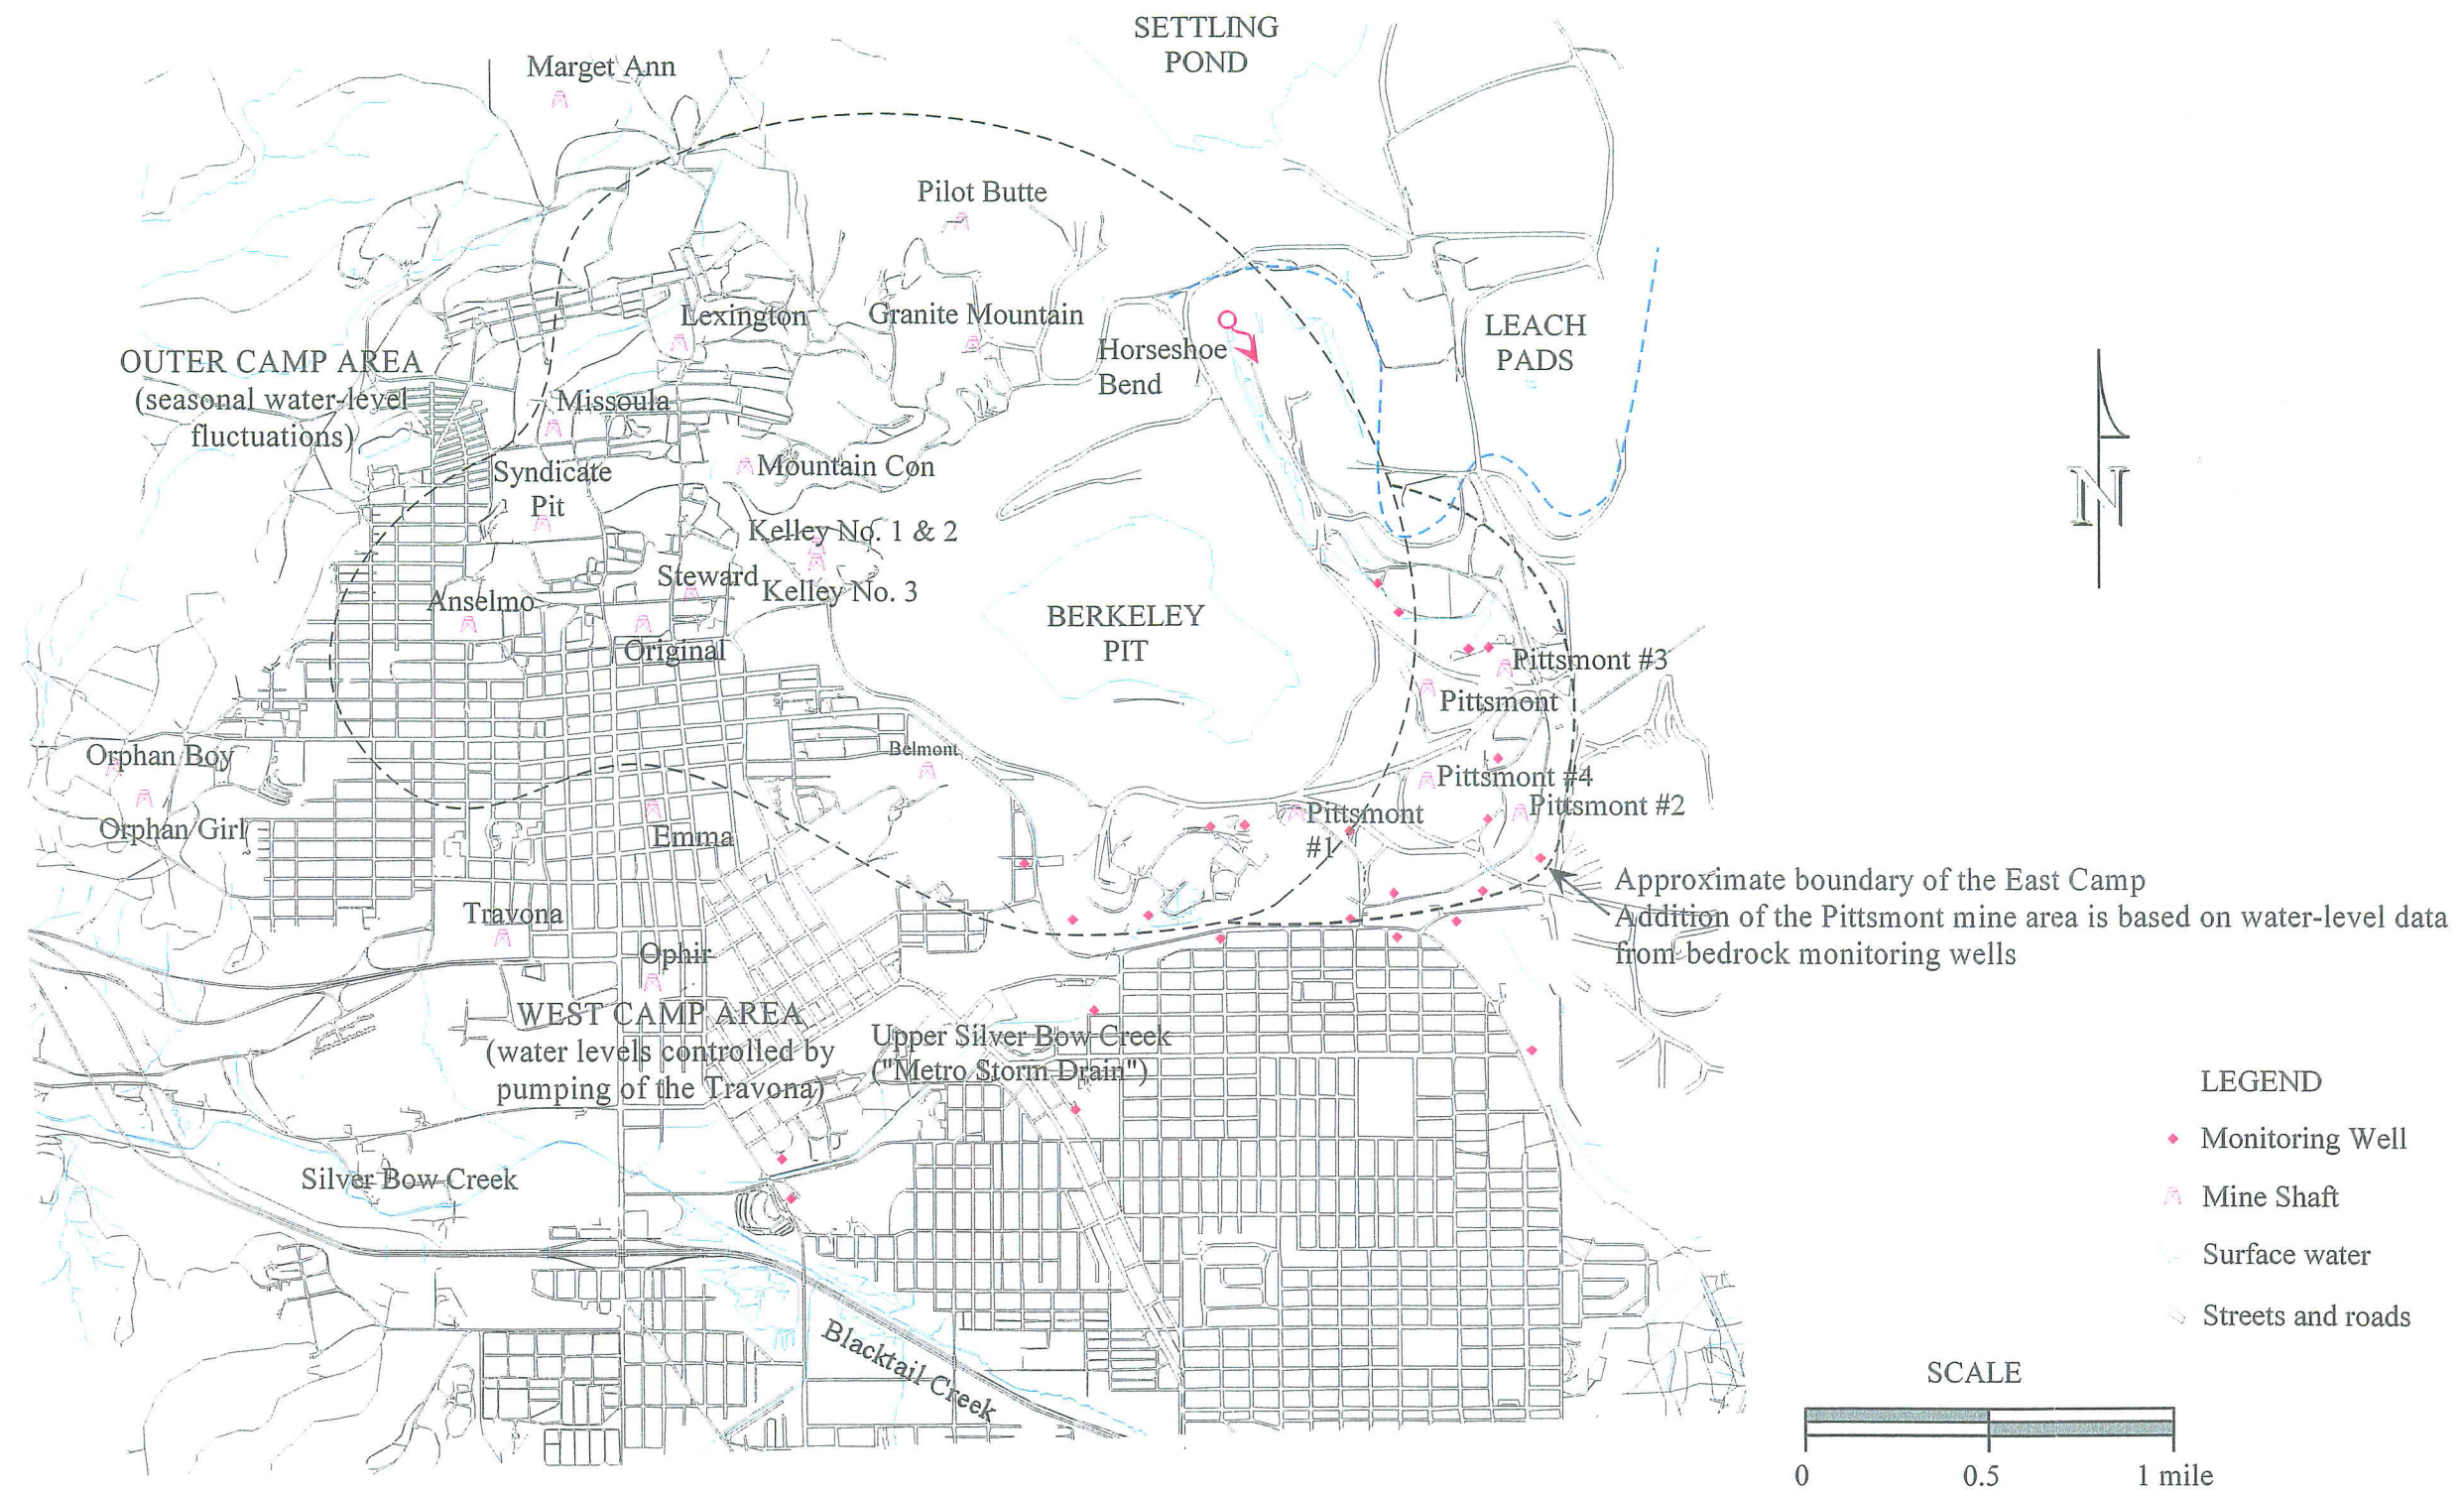 SETTLING
POND
Marget Ann
Pilot Butte
Lexington
Granite Mountain
Horseshoe
Bend
LEACH
PADS
OUTER CAMP AREA
(seasonal water-level
fluctuations)
Missoula
Syndicate
Pit
Mountain Con
Kelley No. 1 & 2
Steward
Kelley No. 3
Anselmo
Original
BERKELEY
PIT
Pittsmont #3
Pittsmont
Orphan Boy
Belmont
Pittsmont #4
Pittsmont #2
Pittsmont
#1
Orphan Girl
Emma
Approximate boundary of the East Camp
Addition of the Pittsmont mine area is based on water-level data
from bedrock monitoring wells
Travona
Ophir
WEST CAMP AREA
(water levels controlled by
pumping of the Travona)
Upper Silver Bow Creek
("Metro Storm Drain")
Silver Bow Creek
Blacktail Creek
N
LEGEND
Monitoring Well
Mine Shaft
Surface water
Streets and roads
SCALE
0 0.5 1 mile